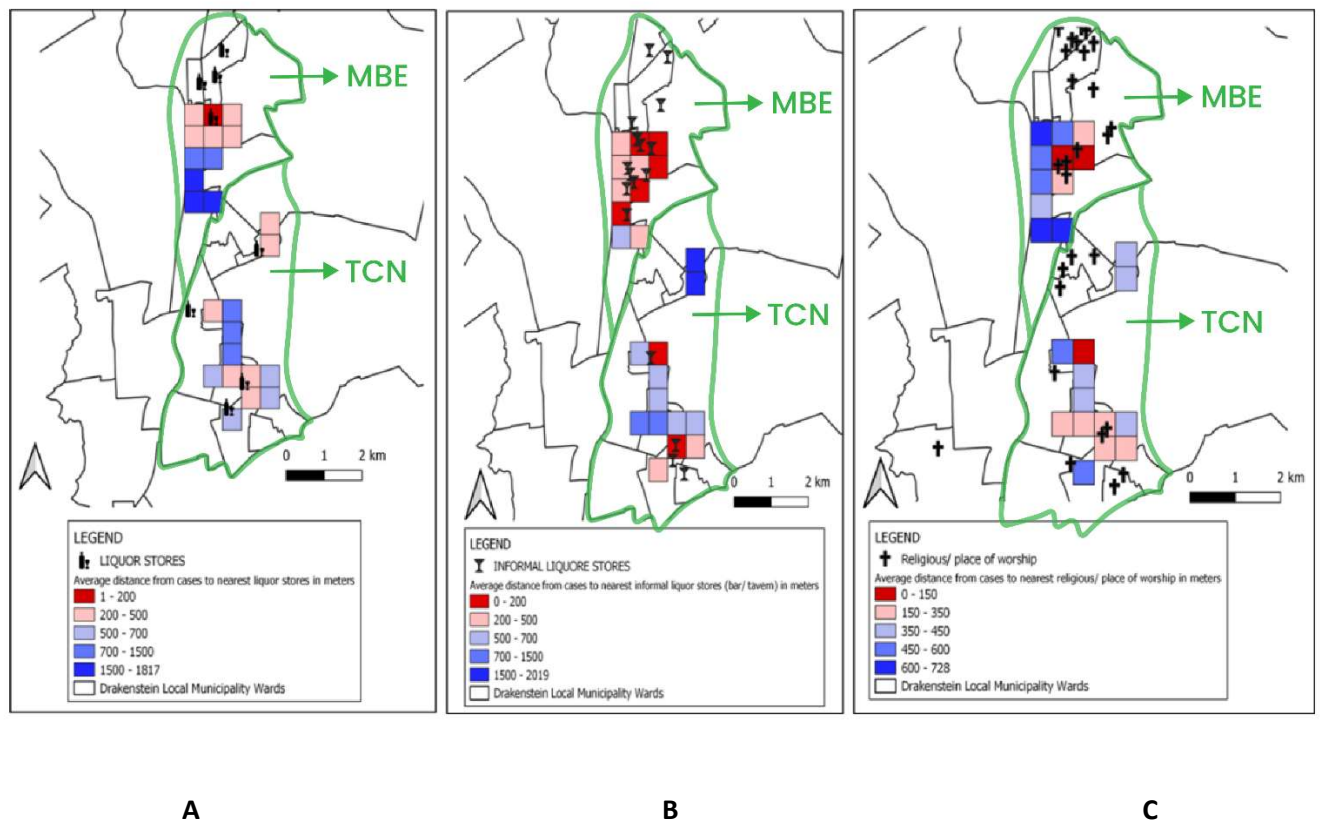 MBE
TCN
0 1 2 km
LEGEND
LIQUOR STORES
Average distance from cases to nearest liquor stores in meters
1 - 200
200 - 500
500 - 700
700 - 1500
1500 - 1817
Drakenstein Local Municipality Wards
MBE
TCN
0 1 2 km
LEGEND
INFORMAL LIQUORE STORES
Average distance from cases to nearest informal liquor stores (bar/ tavern) in meters
0 - 200
200 - 500
500 - 700
700 - 1500
1500 - 2019
Drakenstein Local Municipality Wards
MBE
TCN
0 1 2 km
LEGEND
Religious/ place of worship
Average distance from cases to nearest religious/ place of worship in meters
0 - 150
150 - 350
350 - 450
450 - 600
600 - 728
Drakenstein Local Municipality Wards
A
B
C